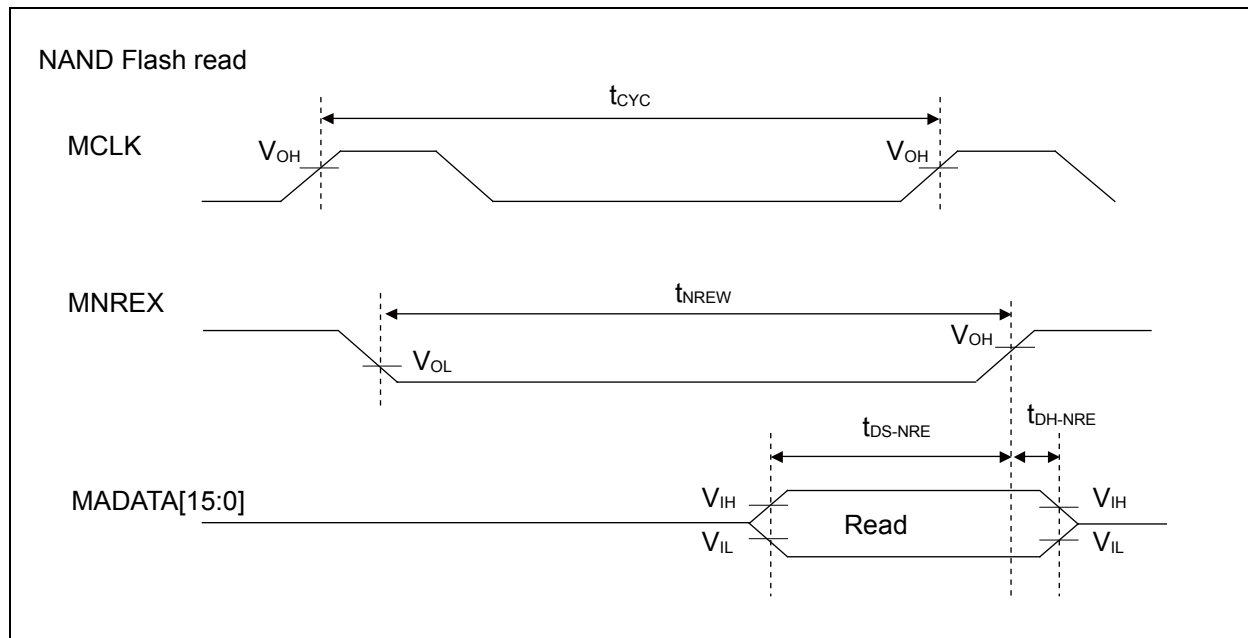 NAND Flash read
tCYC
MCLK
VOH
VOH
MNREX
tNREW
VOL
VOH
tDS-NRE
tDH-NRE
MADATA[15:0]
VIH
VIH
Read
VIL
VIL